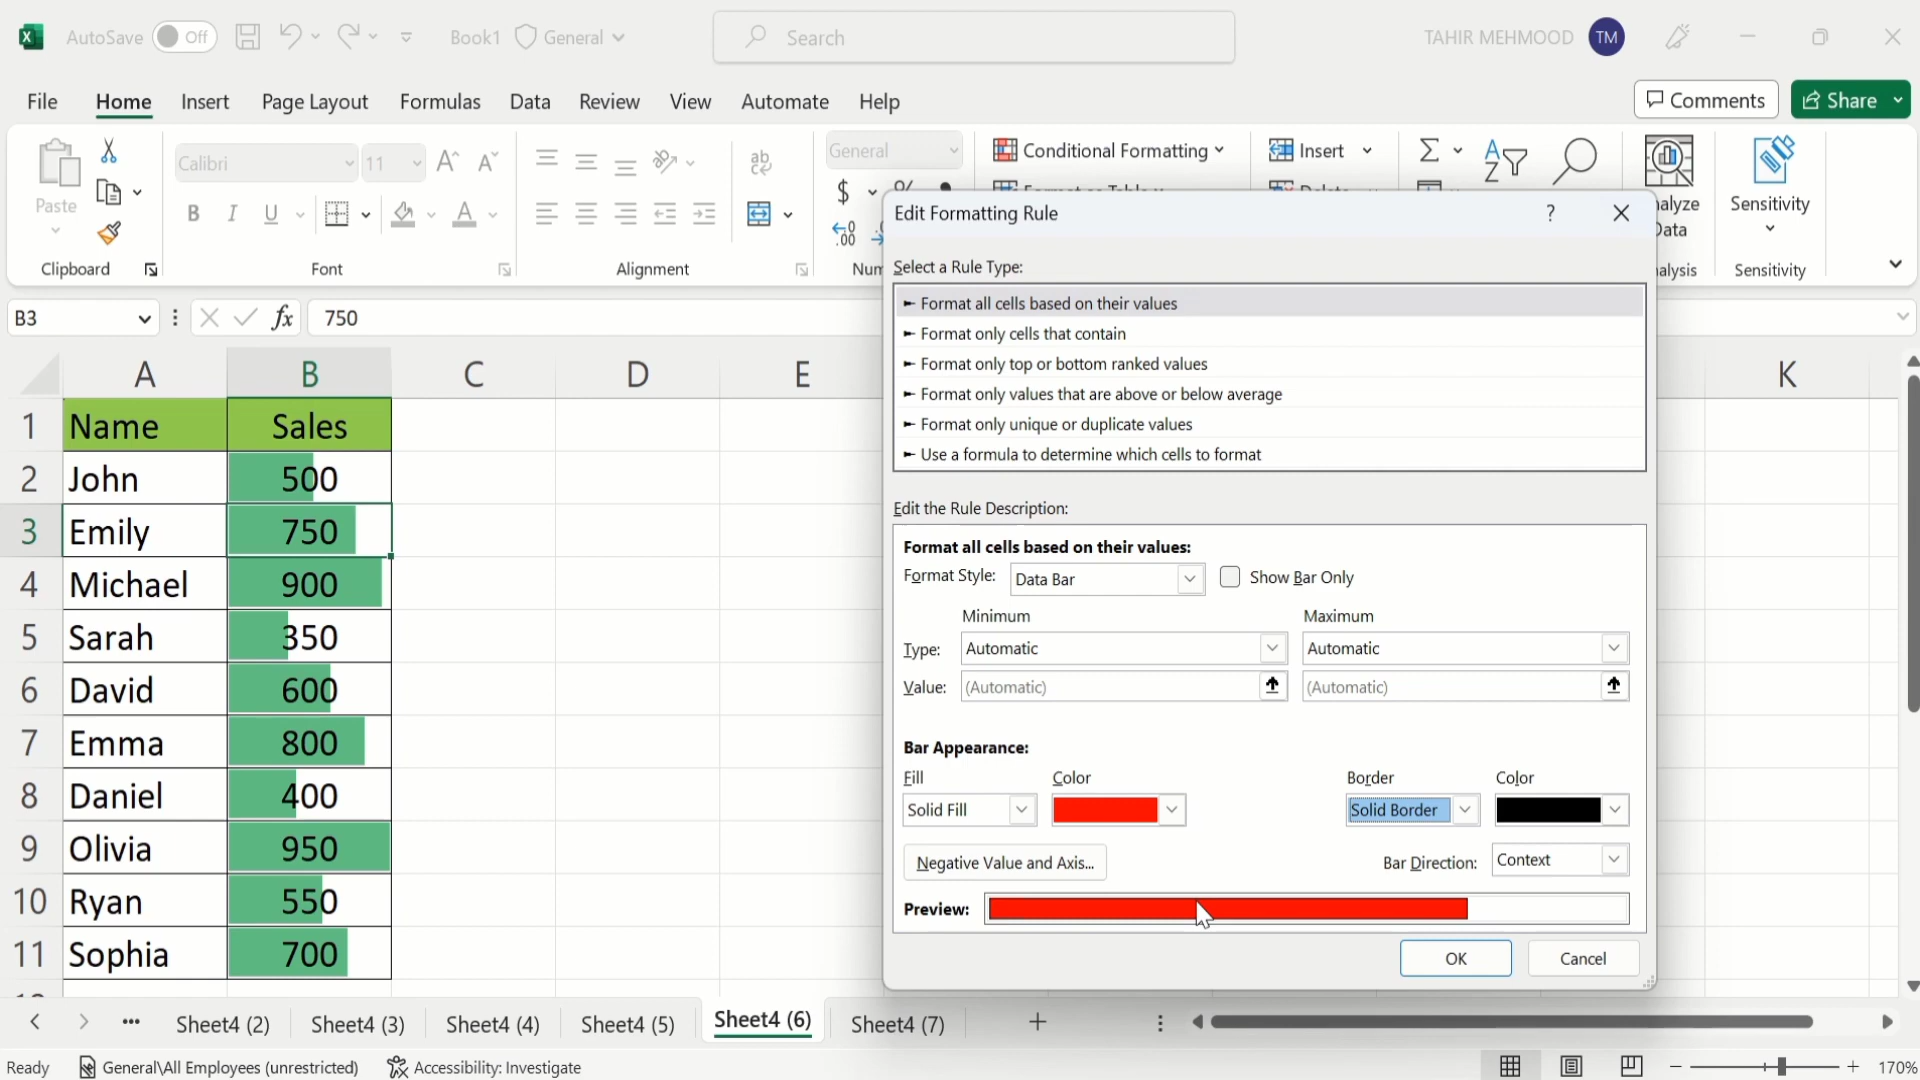 AutoSave Off Book1 General Search TAHIR MEHMOOD TM
File Home Insert Page Layout Formulas Data Review View Automate Help Comments Share
Paste Calibri 11 General Conditional Formatting Insert
B I U $ % Format as Table Delete Data Sensitivity
Clipboard Font Alignment Sensitivity
B3 fx 750
A B C D E K
1 Name Sales
2 John 500
3 Emily 750
4 Michael 900
5 Sarah 350
6 David 600
7 Emma 800
8 Daniel 400
9 Olivia 950
10 Ryan 550
11 Sophia 700
Edit Formatting Rule ?
Select a Rule Type:
► Format all cells based on their values
► Format only cells that contain
► Format only top or bottom ranked values
► Format only values that are above or below average
► Format only unique or duplicate values
► Use a formula to determine which cells to format
Edit the Rule Description:
Format all cells based on their values:
Format Style: Data Bar Show Bar Only
Minimum Maximum
Type: Automatic Automatic
Value: (Automatic) (Automatic)
Bar Appearance:
Fill Color Border Color
Solid Fill Solid Border
Negative Value and Axis... Bar Direction: Context
Preview:
OK Cancel
Sheet4 (2) Sheet4 (3) Sheet4 (4) Sheet4 (5) Sheet4 (6) Sheet4 (7)
Ready General\All Employees (unrestricted) Accessibility: Investigate 170%